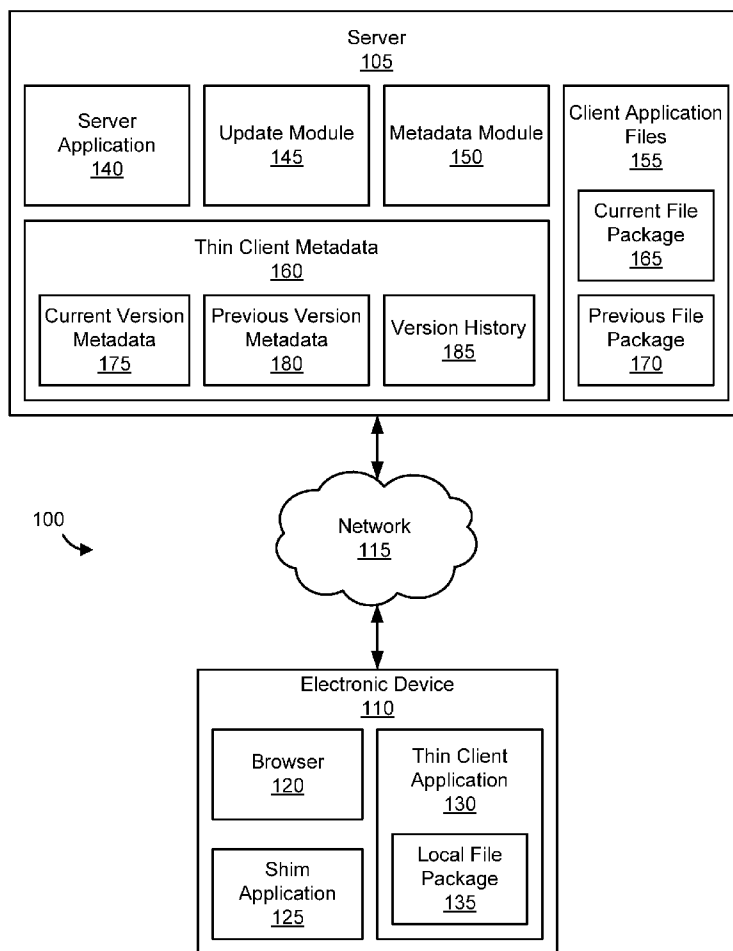 Server
105
Server
Application
140
Update Module
145
Metadata Module
150
Client Application
Files
155
Current File
Package
165
Previous File
Package
170
Thin Client Metadata
160
Current Version
Metadata
175
Previous Version
Metadata
180
Version History
185
100
Network
115
Electronic Device
110
Browser
120
Shim
Application
125
Thin Client
Application
130
Local File
Package
135